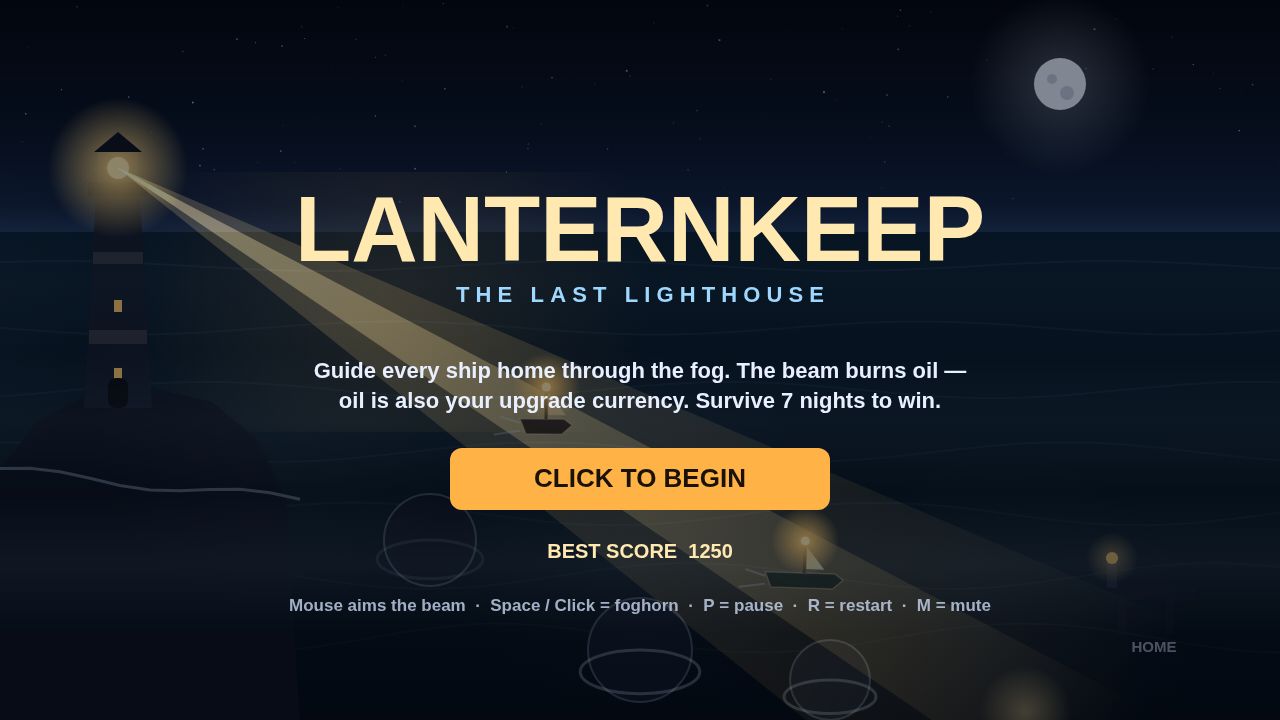 LANTERNKEEP
THE LAST LIGHTHOUSE
Guide every ship home through the fog. The beam burns oil —
oil is also your upgrade currency. Survive 7 nights to win.
CLICK TO BEGIN
BEST SCORE  1250
Mouse aims the beam  ·  Space / Click = foghorn  ·  P = pause  ·  R = restart  ·  M = mute
HOME